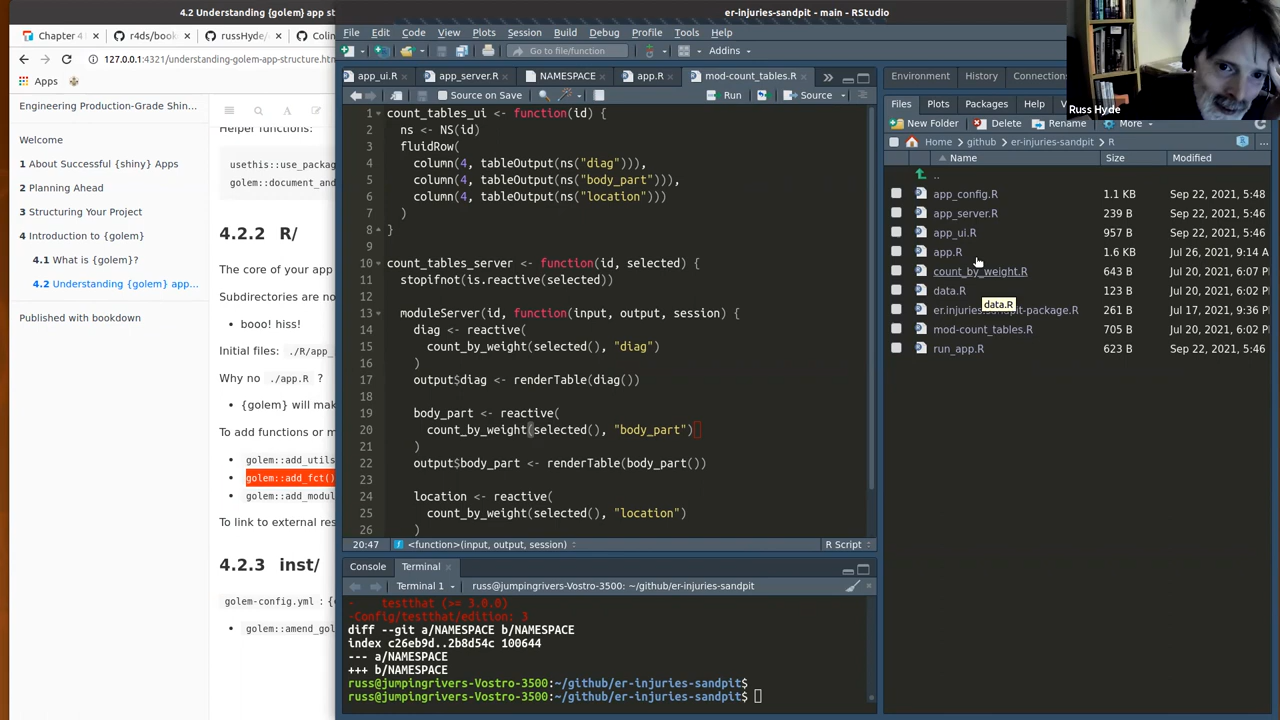 4.2 Understanding {golem} app st
Chapter 4
r4ds/book
russHyde/
Colin
127.0.0.1:4321/understanding-golem-app-structure.htm
Apps
Engineering Production-Grade Shin...
Welcome
1 About Successful {shiny} Apps
2 Planning Ahead
3 Structuring Your Project
4 Introduction to {golem}
4.1 What is {golem}?
4.2 Understanding {golem} app...
Published with bookdown
Helper functions:
usethis::use_packa
golem::document_and
4.2.2 R/
The core of your app
Subdirectories are no
booo! hiss!
Initial files: ./R/app_
Why no ./app.R ?
{golem} will mak
To add functions or m
golem::add_utils
golem::add_fct()
golem::add_modul
To link to external res
4.2.3 inst/
golem-config.yml : {
golem::amend_gol
er-injuries-sandpit - main - RStudio
File Edit Code View Plots Session Build Debug Profile Tools Help
Go to file/function
Addins
app_ui.R
app_server.R
NAMESPACE
app.R
mod-count_tables.R
Source on Save
Run
Source
1 count_tables_ui <- function(id) {
2 ns <- NS(id)
3 fluidRow(
4 column(4, tableOutput(ns("diag"))),
5 column(4, tableOutput(ns("body_part"))),
6 column(4, tableOutput(ns("location")))
7 )
8 }
9
10 count_tables_server <- function(id, selected) {
11 stopifnot(is.reactive(selected))
12
13 moduleServer(id, function(input, output, session) {
14 diag <- reactive(
15 count_by_weight(selected(), "diag")
16 )
17 output$diag <- renderTable(diag())
18
19 body_part <- reactive(
20 count_by_weight(selected(), "body_part")
21 )
22 output$body_part <- renderTable(body_part())
23
24 location <- reactive(
25 count_by_weight(selected(), "location")
26 )
20:47 <function>(input, output, session)
R Script
Console
Terminal
Terminal 1
russ@jumpingrivers-Vostro-3500: ~/github/er-injuries-sandpit
- testthat (>= 3.0.0)
-Config/testthat/edition: 3
diff --git a/NAMESPACE b/NAMESPACE
index c26eb9d..2b8d54c 100644
--- a/NAMESPACE
+++ b/NAMESPACE
russ@jumpingrivers-Vostro-3500:~/github/er-injuries-sandpit$
russ@jumpingrivers-Vostro-3500:~/github/er-injuries-sandpit$
Environment
History
Connections
Files
Plots
Packages
Help
New Folder
Delete
Rename
More
Home
github
er-injuries-sandpit
R
Name
Size
Modified
..
app_config.R 1.1 KB Sep 22, 2021, 5:48
app_server.R 239 B Sep 22, 2021, 5:46
app_ui.R 957 B Sep 22, 2021, 5:46
app.R 1.6 KB Jul 26, 2021, 9:14 A
count_by_weight.R 643 B Jul 20, 2021, 6:07 P
data.R 123 B Jul 20, 2021, 6:02 P
data.R
er.injuries.sandpit-package.R 261 B Jul 17, 2021, 9:36 P
mod-count_tables.R 705 B Jul 20, 2021, 6:02 P
run_app.R 623 B Sep 22, 2021, 5:46
Russ Hyde